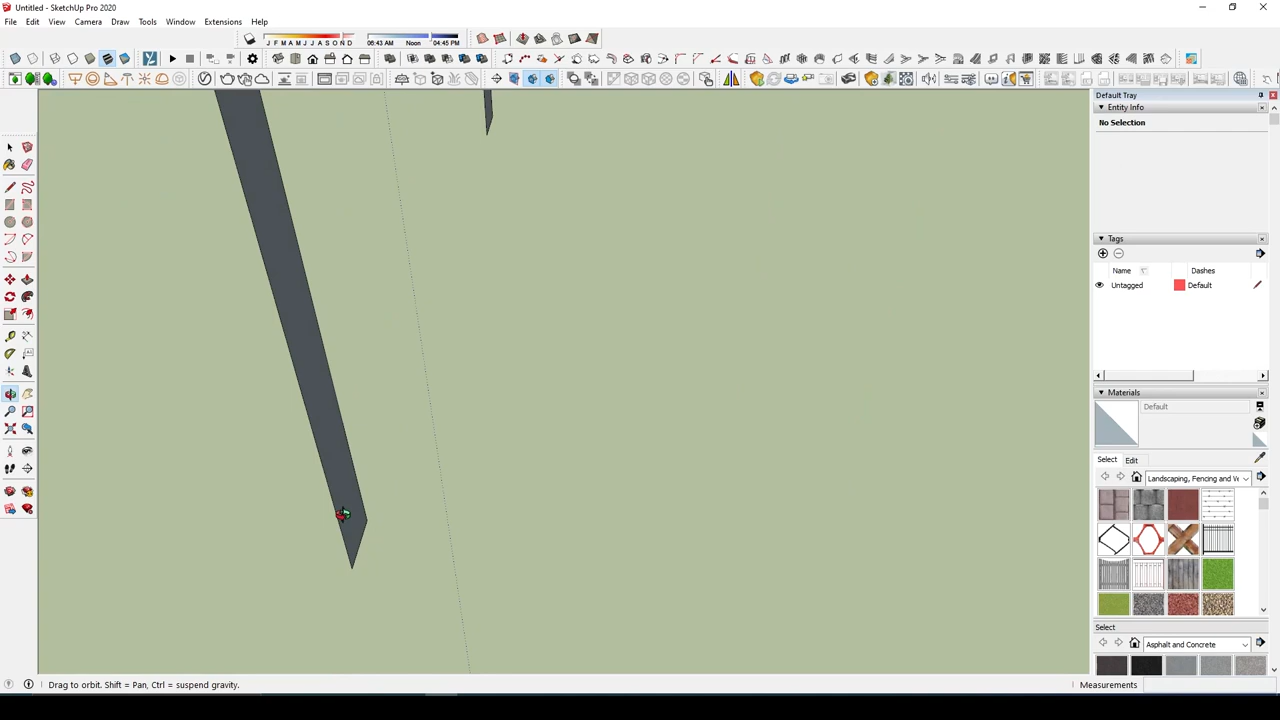 Untitled - SketchUp Pro 2020
File Edit View Camera Draw Tools Window Extensions Help
J F M A M J J A S O N D
06:43 AM Noon 04:45 PM
Default Tray
Entity Info
No Selection
Tags
Name Dashes
Untagged Default
Materials
Default
Select Edit
Landscaping, Fencing and Ve
Select
Asphalt and Concrete
Drag to orbit. Shift = Pan, Ctrl = suspend gravity.
Measurements